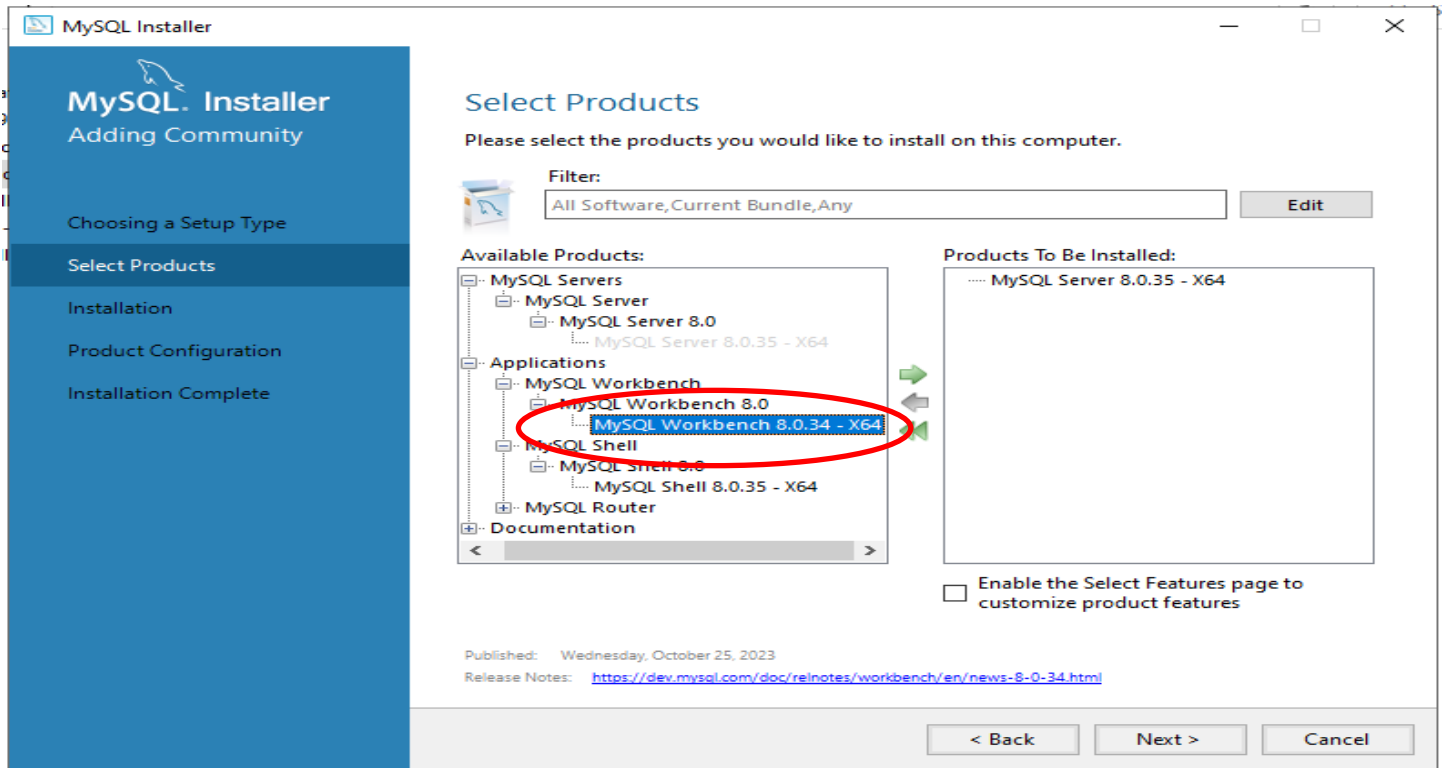 MySQL Installer
MySQL. Installer
Adding Community
Choosing a Setup Type
Select Products
Installation
Product Configuration
Installation Complete
Select Products
Please select the products you would like to install on this computer.
Filter:
All Software,Current Bundle,Any
Edit
Available Products:
MySQL Servers
MySQL Server
MySQL Server 8.0
MySQL Server 8.0.35 - X64
Applications
MySQL Workbench
MySQL Workbench 8.0
MySQL Workbench 8.0.34 - X64
MySQL Shell
MySQL Shell 8.0
MySQL Shell 8.0.35 - X64
MySQL Router
Documentation
Products To Be Installed:
MySQL Server 8.0.35 - X64
Enable the Select Features page to
customize product features
Published: Wednesday, October 25, 2023
Release Notes: https://dev.mysql.com/doc/relnotes/workbench/en/news-8-0-34.html
< Back
Next >
Cancel